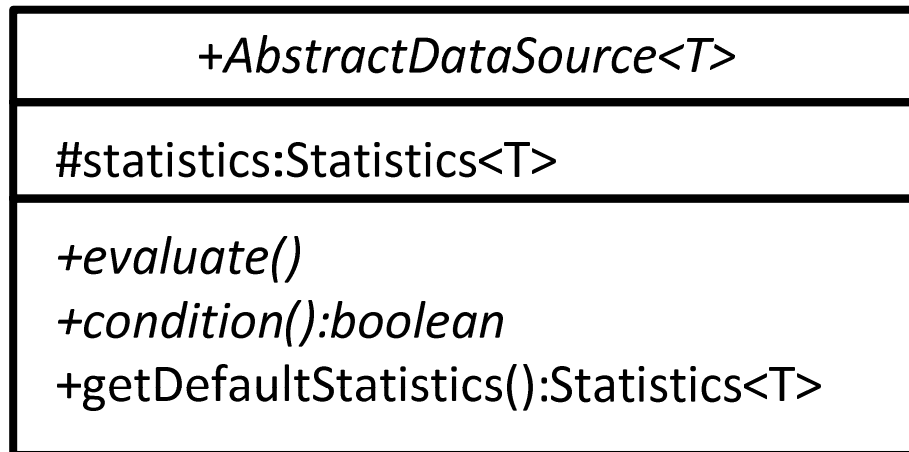 +AbstractDataSource<T>
#statistics:Statistics<T>
+evaluate()
+condition():boolean
+getDefaultStatistics():Statistics<T>